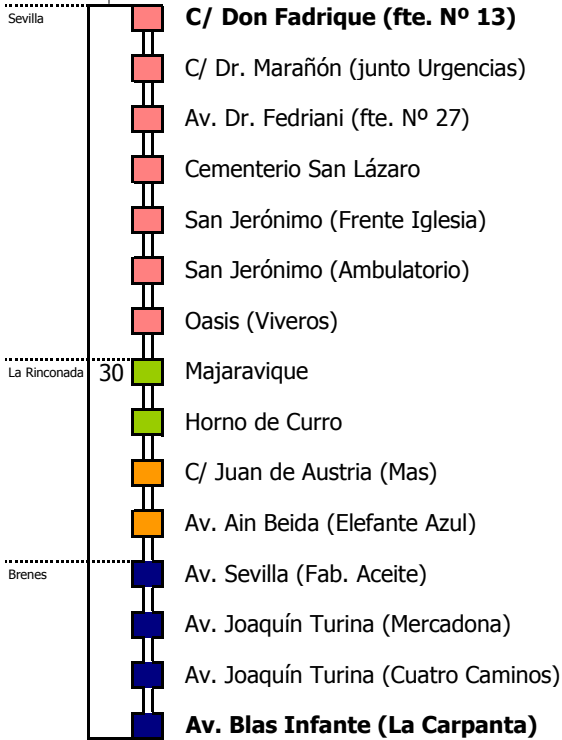 Sevilla
C/ Don Fadrique (fte. Nº 13)
C/ Dr. Marañón (junto Urgencias)
Av. Dr. Fedriani (fte. Nº 27)
Cementerio San Lázaro
San Jerónimo (Frente Iglesia)
San Jerónimo (Ambulatorio)
Oasis (Viveros)
La Rinconada
30
Majaravique
Horno de Curro
C/ Juan de Austria (Mas)
Av. Ain Beida (Elefante Azul)
Brenes
Av. Sevilla (Fab. Aceite)
Av. Joaquín Turina (Mercadona)
Av. Joaquín Turina (Cuatro Caminos)
Av. Blas Infante (La Carpanta)